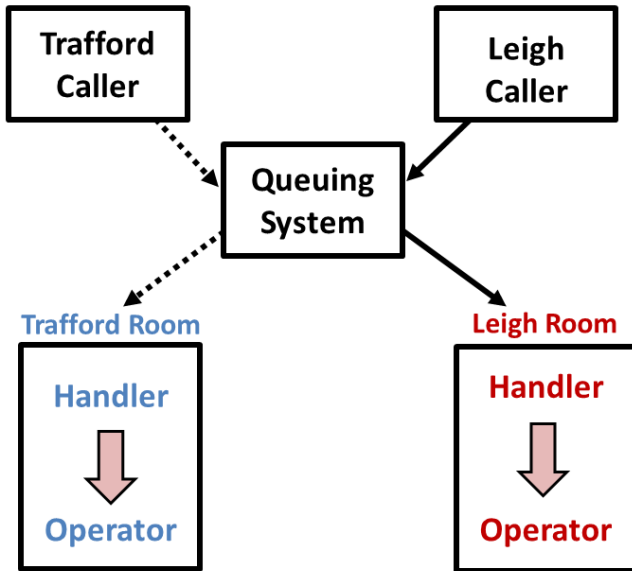 Trafford
Caller
Leigh
Caller
Queuing
System
Trafford Room
Leigh Room
Handler
Operator
Handler
Operator